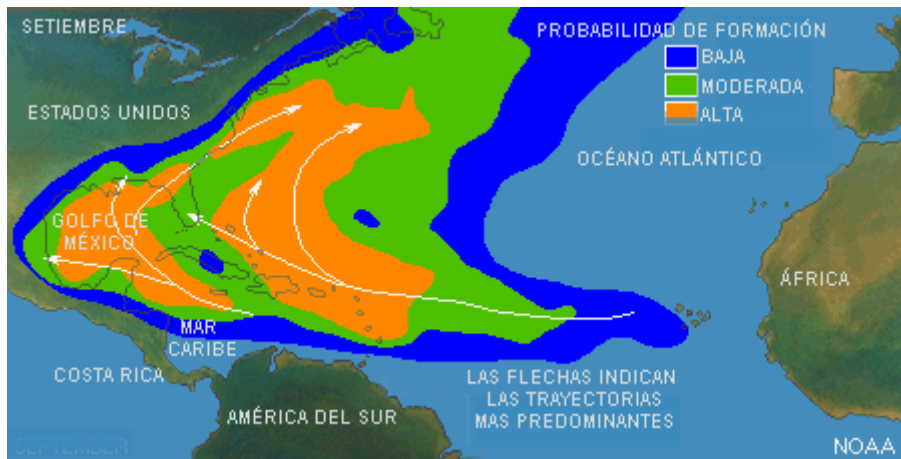 SETIEMBRE
PROBABILIDAD DE FORMACIÓN
BAJA
MODERADA
ALTA
ESTADOS UNIDOS
OCÉANO ATLÁNTICO
GOLFO DE
MÉXICO
ÁFRICA
MAR
CARIBE
COSTA RICA
LAS FLECHAS INDICAN
LAS TRAYECTORIAS
MAS PREDOMINANTES
AMÉRICA DEL SUR
SEPTEMBER
NOAA